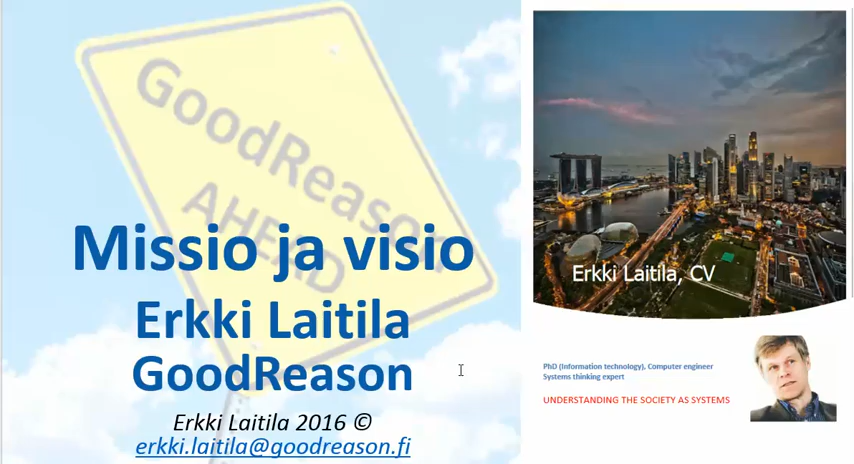 GoodReason
AHEAD
Missio ja visio
Erkki Laitila
GoodReason
Erkki Laitila 2016 ©
erkki.laitila@goodreason.fi
Erkki Laitila, CV
PhD (Information technology), Computer engineer
Systems thinking expert
UNDERSTANDING THE SOCIETY AS SYSTEMS